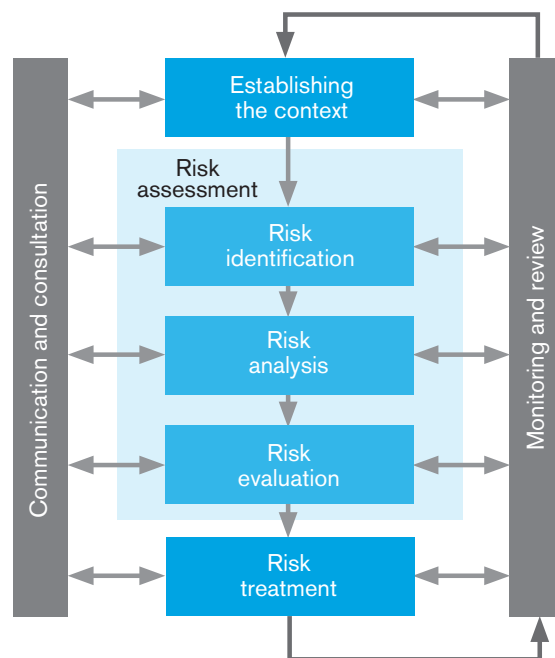 Establishing
the context
Risk
assessment
Risk
identification
Risk
analysis
Risk
evaluation
Risk
treatment
Communication and consultation
Monitoring and review